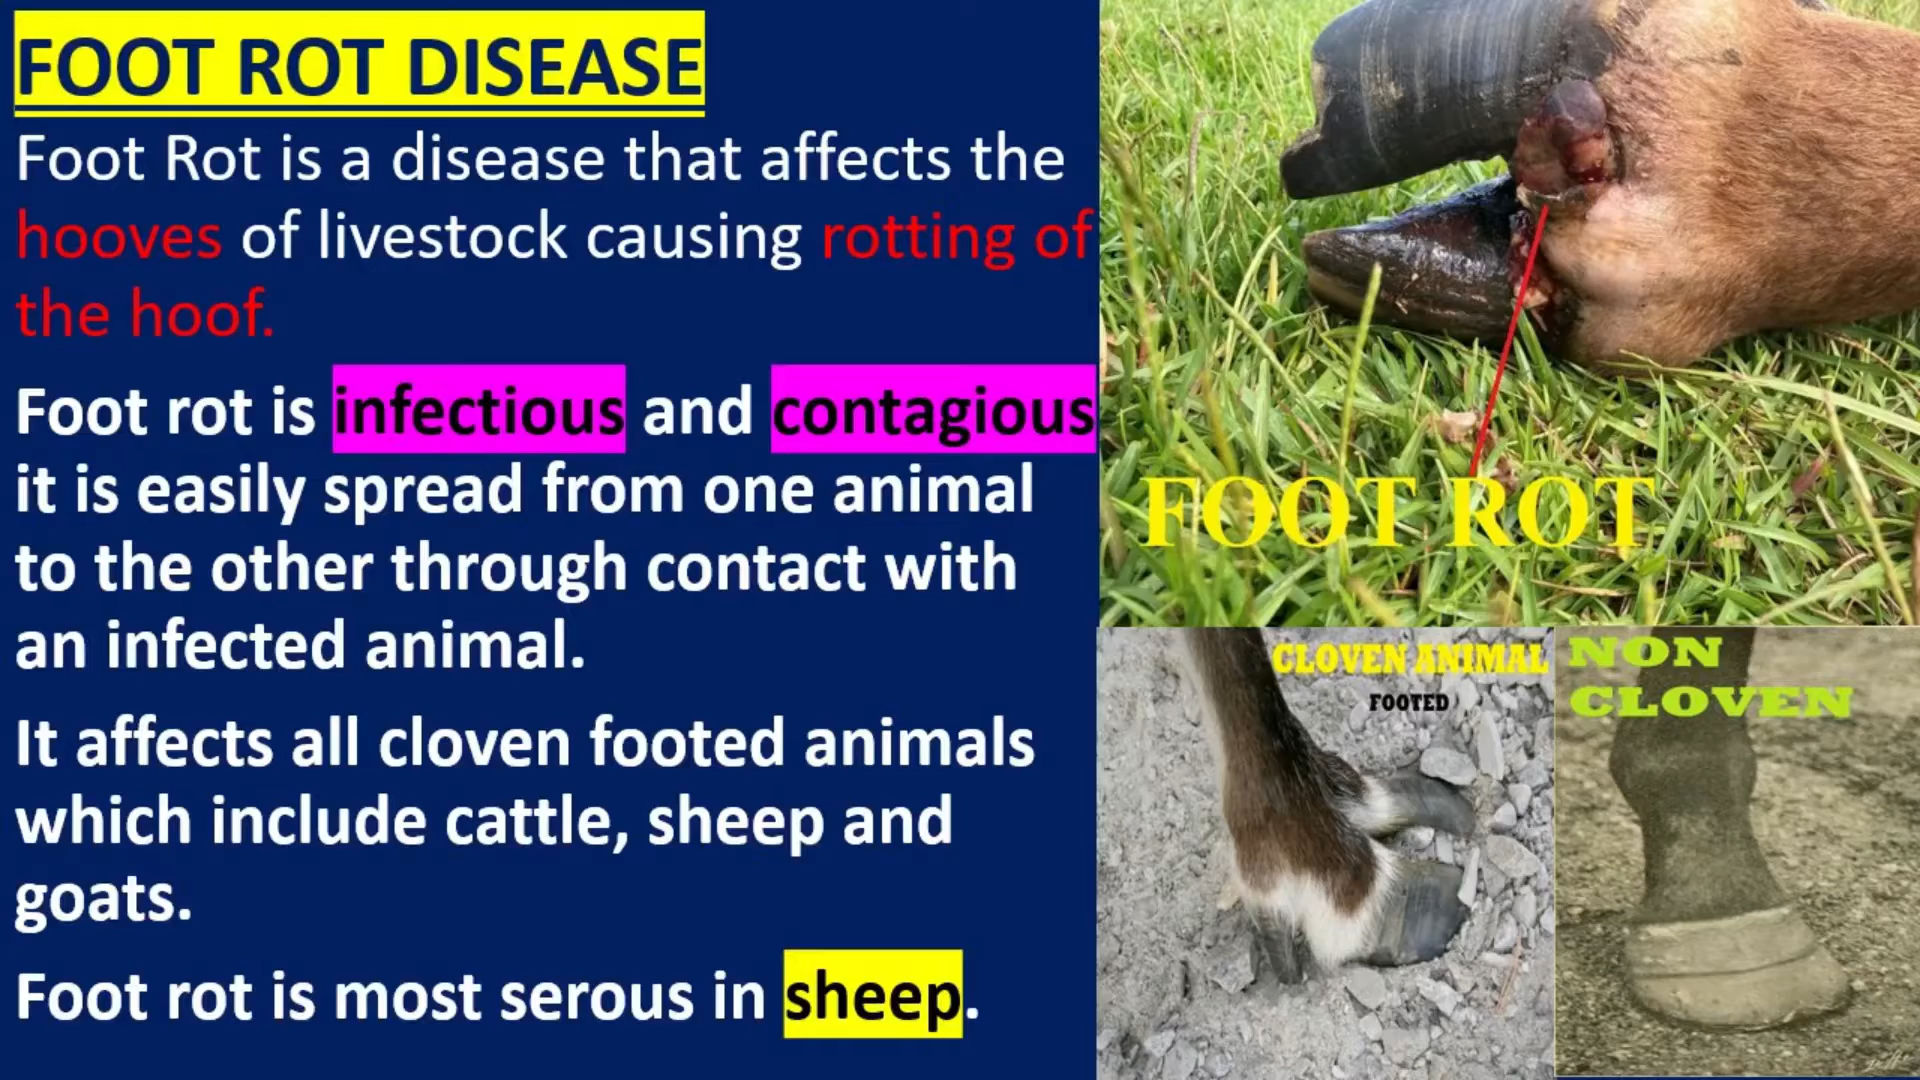 FOOT ROT DISEASE
Foot Rot is a disease that affects the
hooves of livestock causing rotting of
the hoof.
Foot rot is infectious and contagious
it is easily spread from one animal
to the other through contact with
an infected animal.
It affects all cloven footed animals
which include cattle, sheep and
goats.
Foot rot is most serous in sheep.
FOOT ROT
CLOVEN ANIMAL
FOOTED
NON
CLOVEN